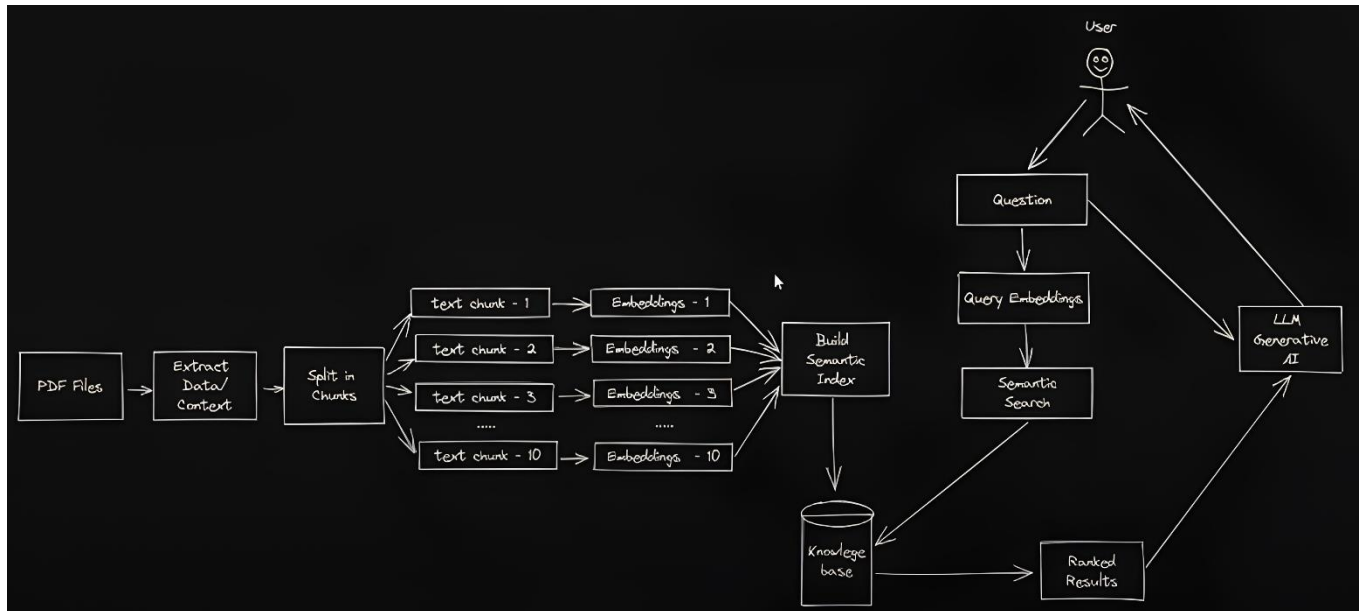 User
Question
Query Embeddings
Semantic
Search
LLM
Generative
AI
PDF Files
Extract
Data/
Context
Split in
Chunks
text chunk - 1
text chunk - 2
text chunk - 3
.....
text chunk - 10
Embeddings - 1
Embeddings - 2
Embeddings - 3
.....
Embeddings - 10
Build
Semantic
Index
Knowlege
base
Ranked
Results